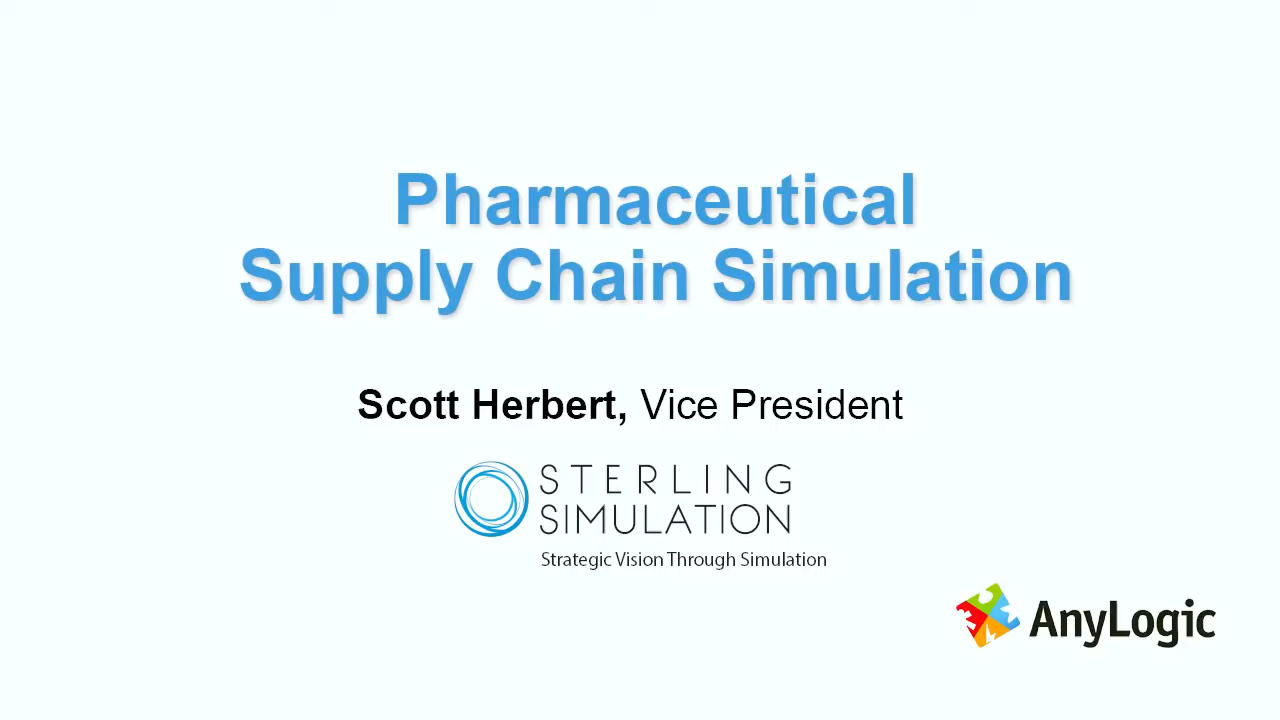 Pharmaceutical
Supply Chain Simulation
Scott Herbert, Vice President
STERLING
SIMULATION
Strategic Vision Through Simulation
AnyLogic